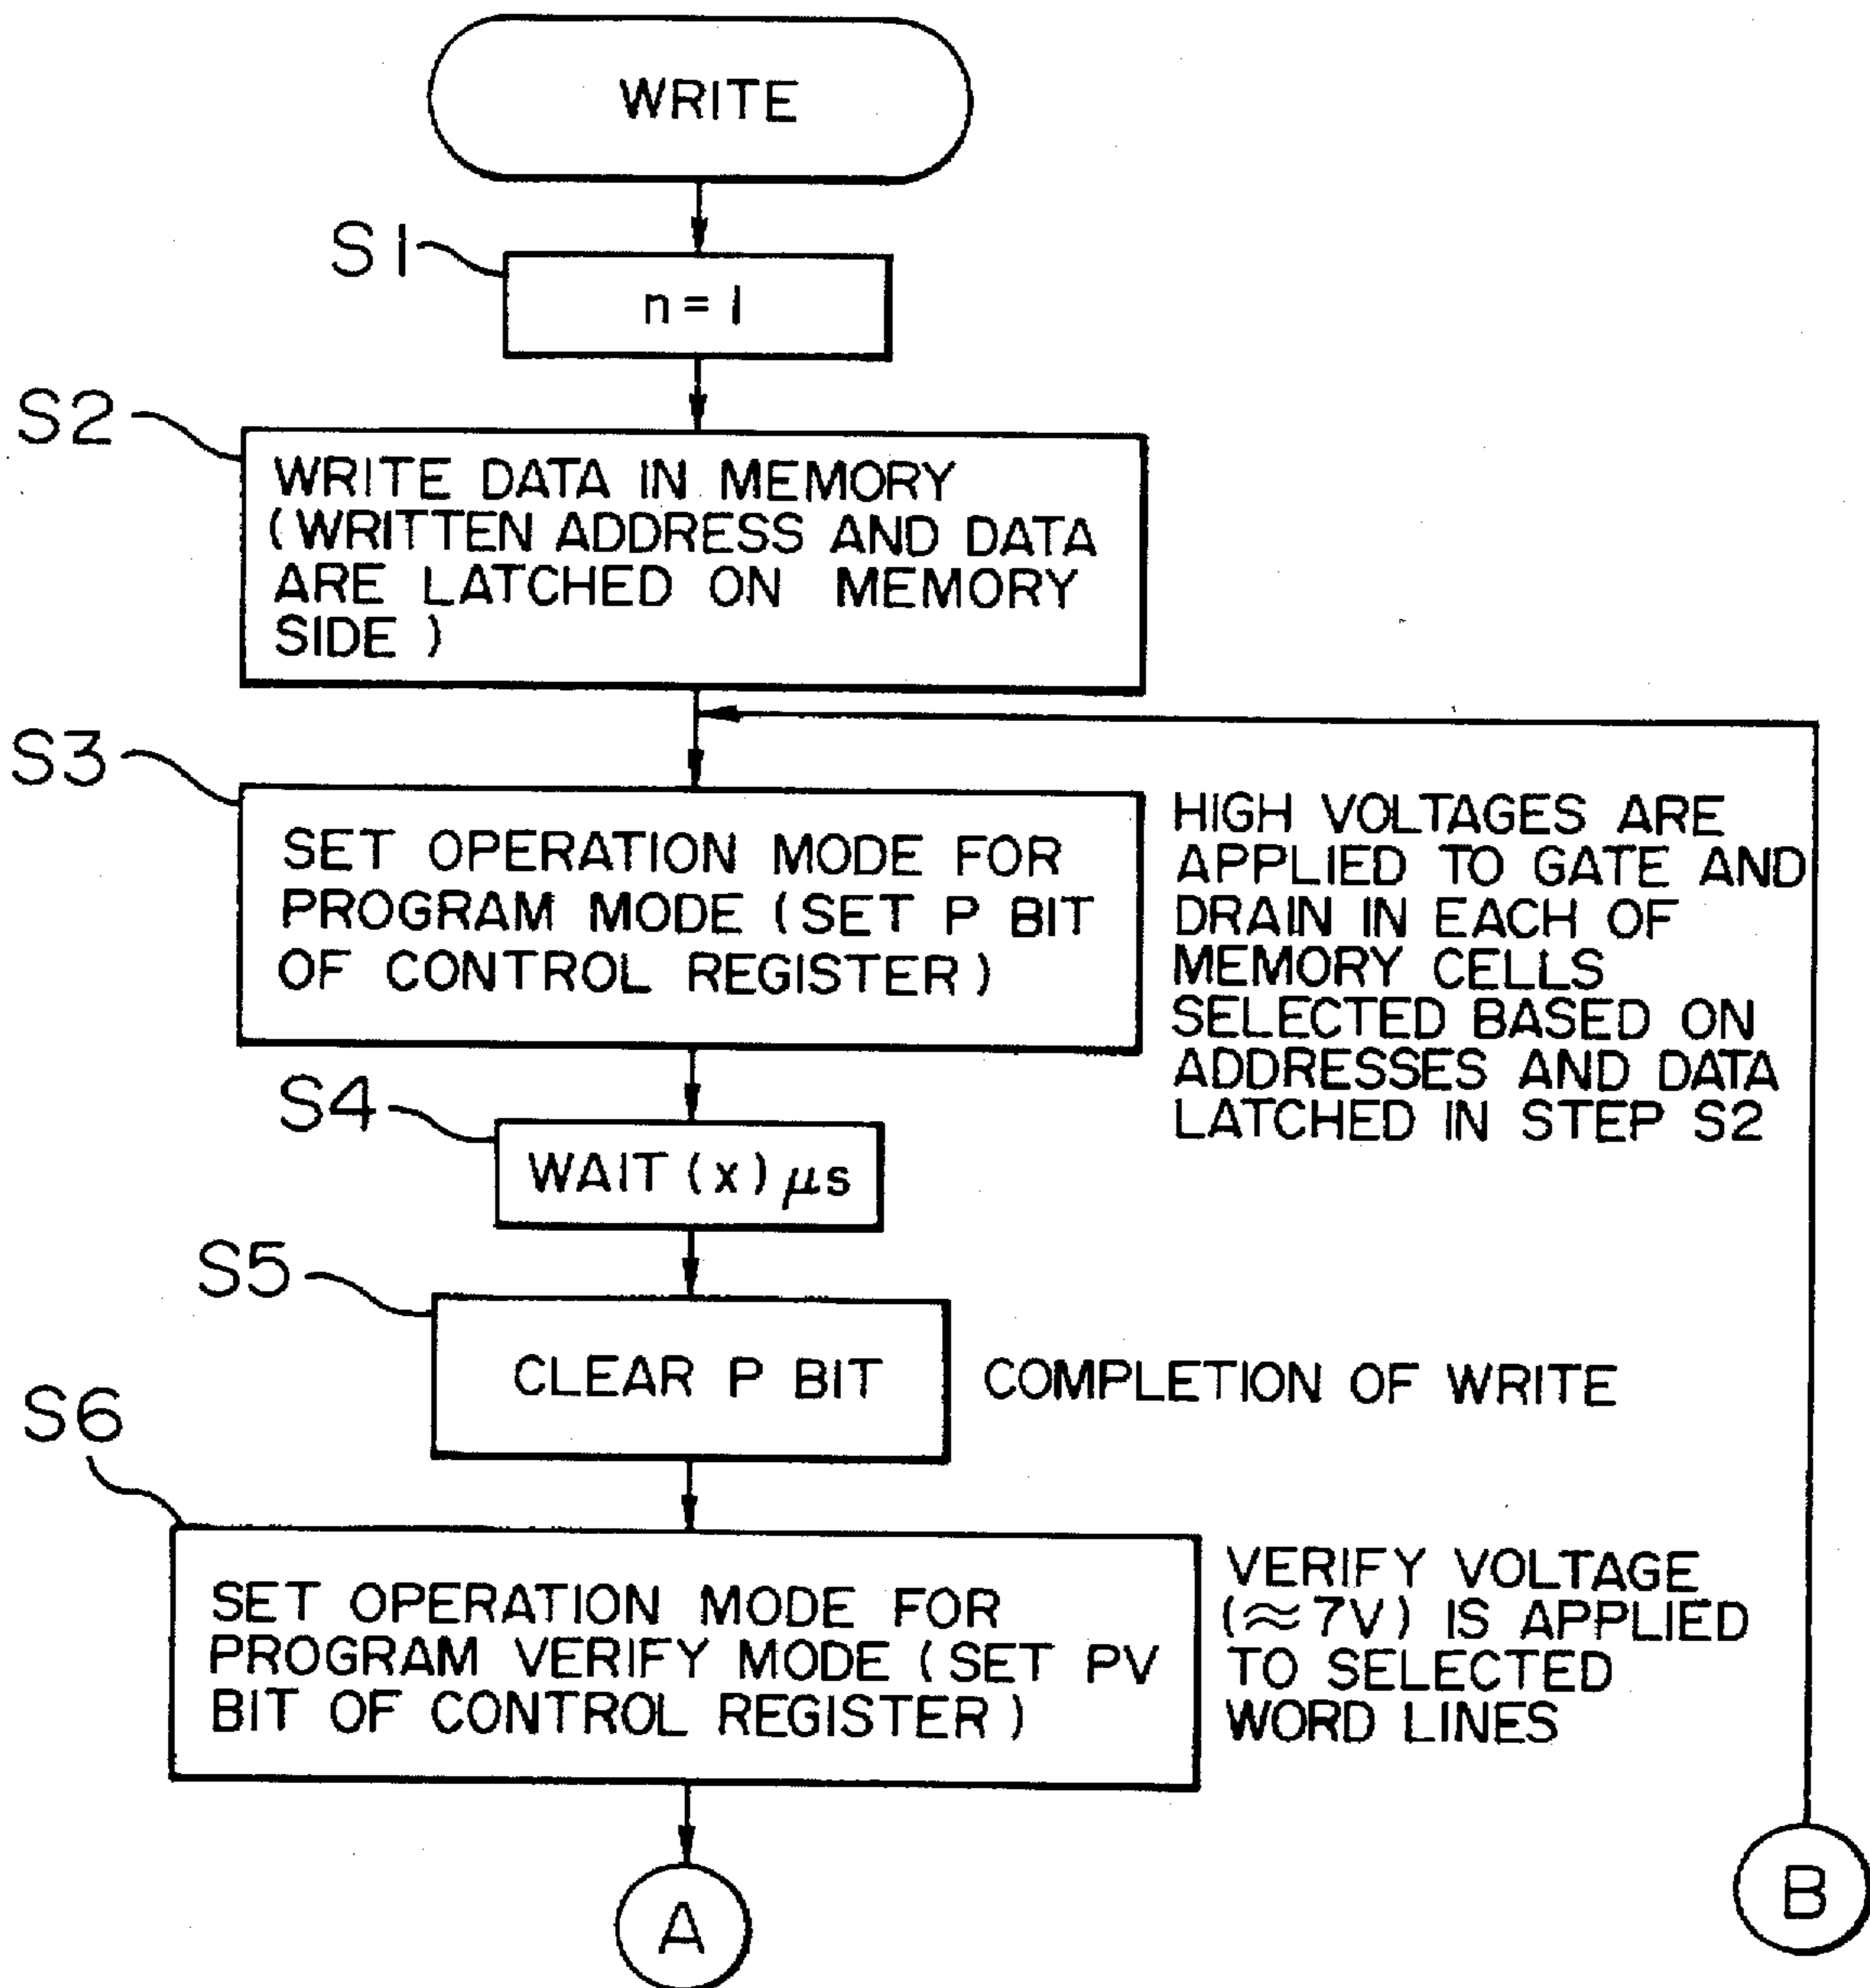 WRITE
S1
n = 1
S2
WRITE DATA IN MEMORY
(WRITTEN ADDRESS AND DATA
ARE LATCHED ON MEMORY
SIDE)
S3
SET OPERATION MODE FOR
PROGRAM MODE (SET P BIT
OF CONTROL REGISTER)
HIGH VOLTAGES ARE
APPLIED TO GATE AND
DRAIN IN EACH OF
MEMORY CELLS
SELECTED BASED ON
ADDRESSES AND DATA
LATCHED IN STEP S2
S4
WAIT (x) μs
S5
CLEAR P BIT
COMPLETION OF WRITE
S6
SET OPERATION MODE FOR
PROGRAM VERIFY MODE (SET PV
BIT OF CONTROL REGISTER)
VERIFY VOLTAGE
(≈7V) IS APPLIED
TO SELECTED
WORD LINES
A
B